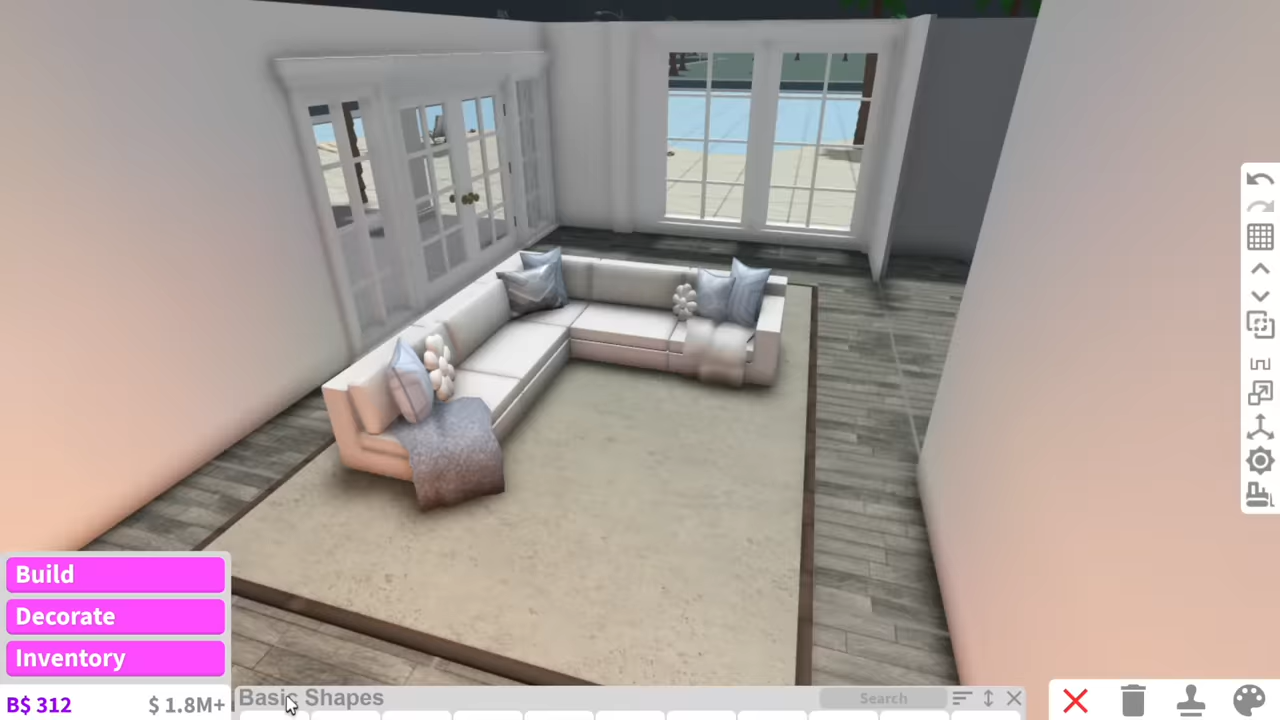 Build
Decorate
Inventory
B$ 312 $ 1.8M+
Basic Shapes Search